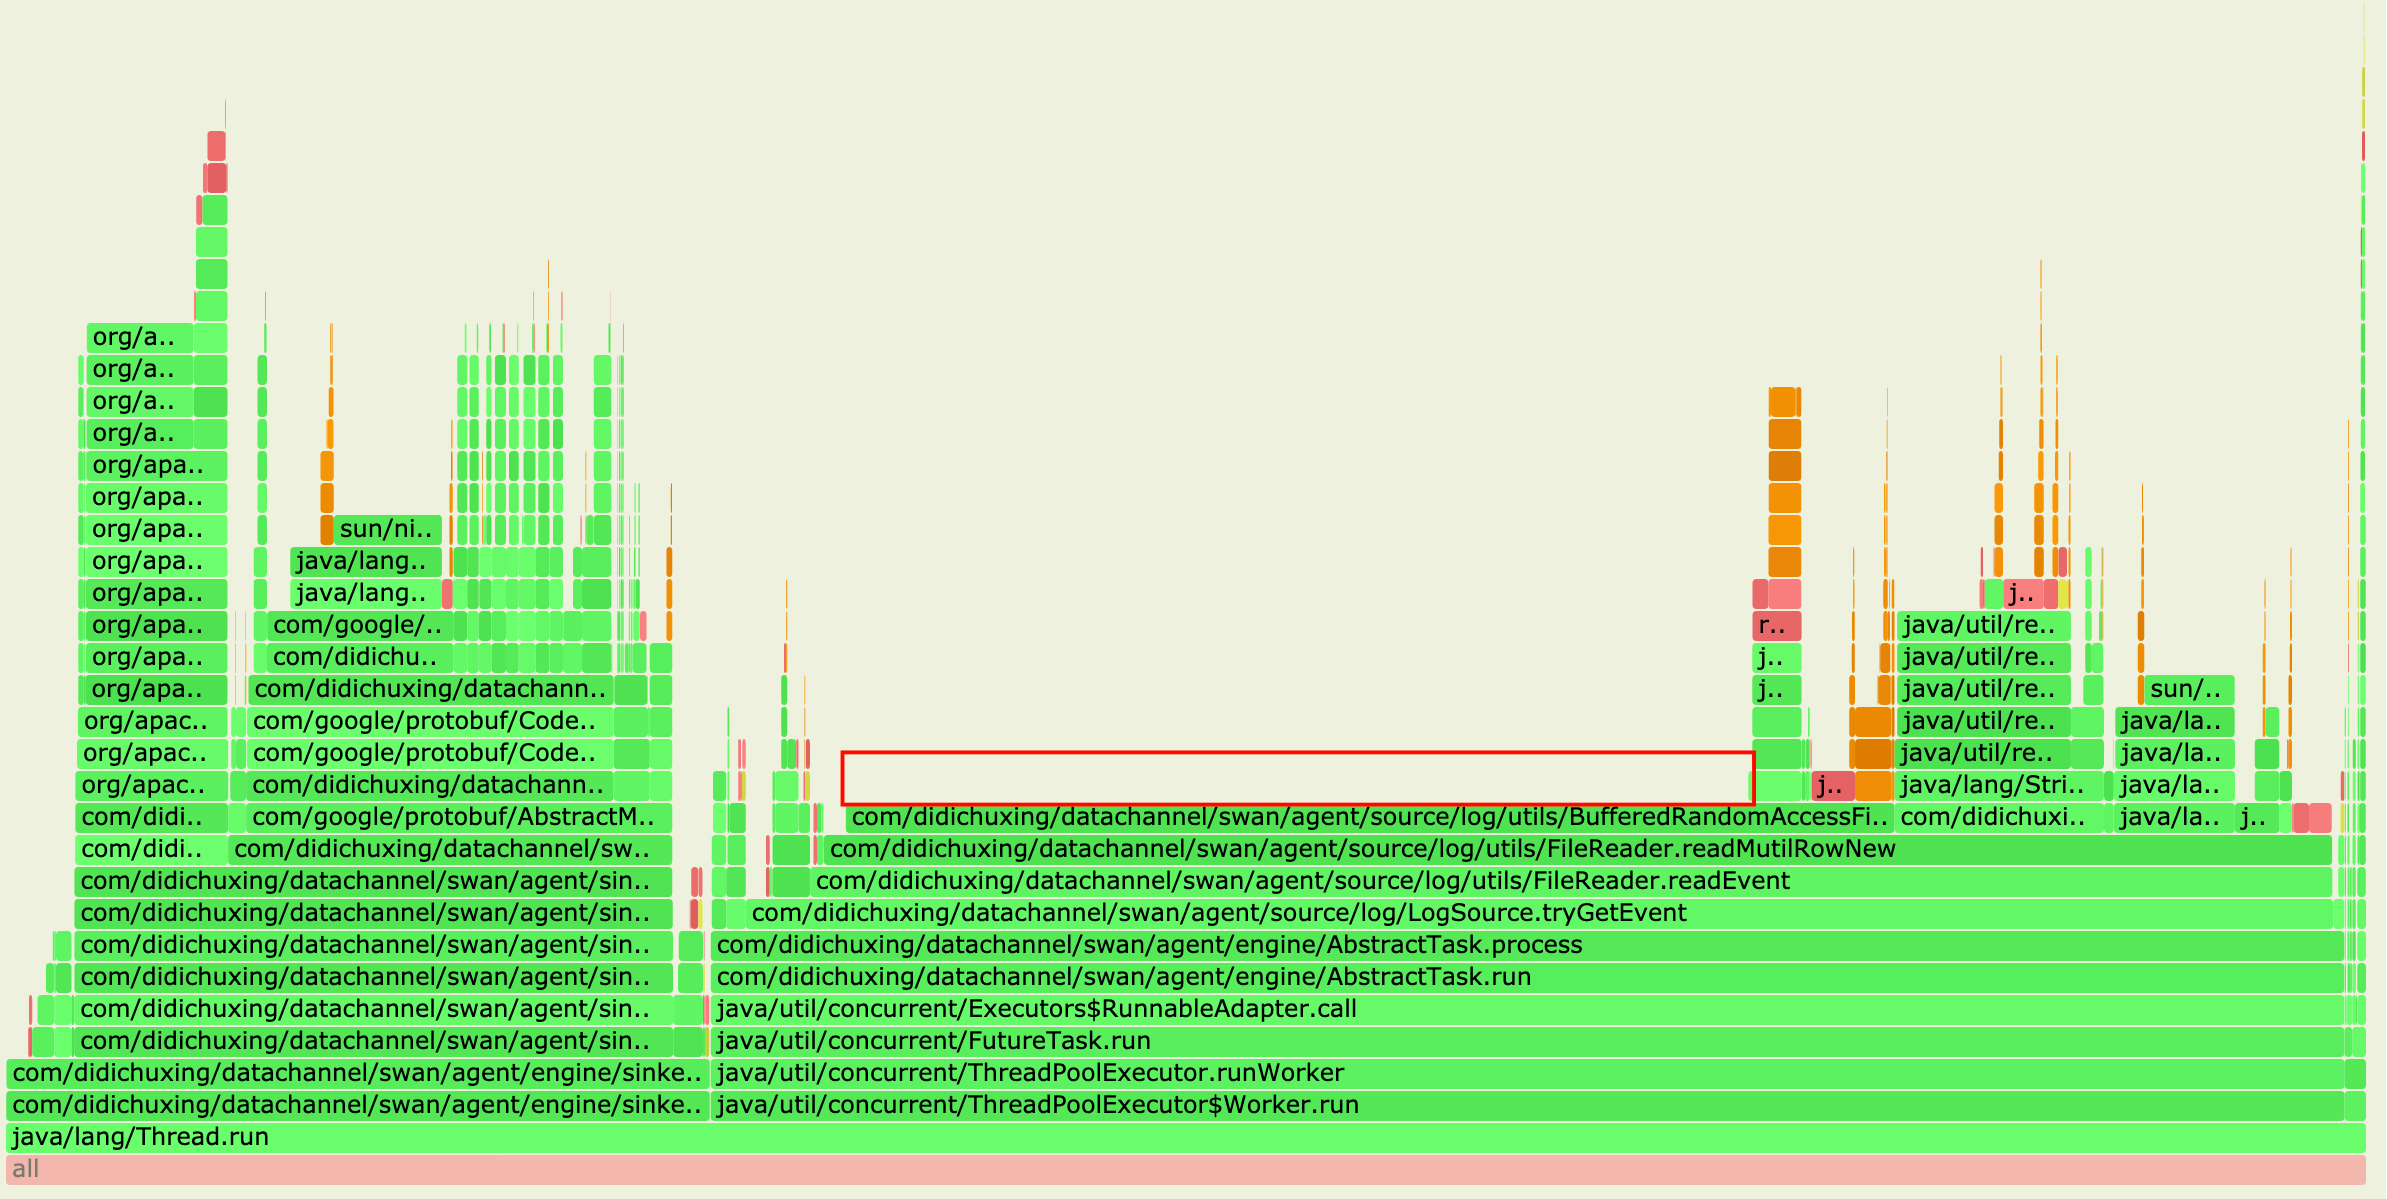 org/a..
org/a..
org/a..
org/a..
org/apa..
org/apa..
org/apa.. sun/ni..
org/apa.. java/lang..
org/apa.. java/lang.. j..
org/apa.. com/google/.. r.. java/util/re..
org/apa.. com/didichu.. j.. java/util/re..
org/apa.. com/didichuxing/datachann.. j.. java/util/re.. sun/..
org/apac.. com/google/protobuf/Code.. java/util/re.. java/la..
org/apac.. com/google/protobuf/Code.. java/util/re.. java/la..
org/apac.. com/didichuxing/datachann.. j.. java/lang/Stri.. java/la..
com/didi.. com/google/protobuf/AbstractM.. com/didichuxing/datachannel/swan/agent/source/log/utils/BufferedRandomAccessFi.. com/didichuxi.. java/la.. j..
com/didi.. com/didichuxing/datachannel/sw.. com/didichuxing/datachannel/swan/agent/source/log/utils/FileReader.readMutilRowNew
com/didichuxing/datachannel/swan/agent/sin.. com/didichuxing/datachannel/swan/agent/source/log/utils/FileReader.readEvent
com/didichuxing/datachannel/swan/agent/sin.. com/didichuxing/datachannel/swan/agent/source/log/LogSource.tryGetEvent
com/didichuxing/datachannel/swan/agent/sin.. com/didichuxing/datachannel/swan/agent/engine/AbstractTask.process
com/didichuxing/datachannel/swan/agent/sin.. com/didichuxing/datachannel/swan/agent/engine/AbstractTask.run
com/didichuxing/datachannel/swan/agent/sin.. java/util/concurrent/Executors$RunnableAdapter.call
com/didichuxing/datachannel/swan/agent/sin.. java/util/concurrent/FutureTask.run
com/didichuxing/datachannel/swan/agent/engine/sinke.. java/util/concurrent/ThreadPoolExecutor.runWorker
com/didichuxing/datachannel/swan/agent/engine/sinke.. java/util/concurrent/ThreadPoolExecutor$Worker.run
java/lang/Thread.run
all